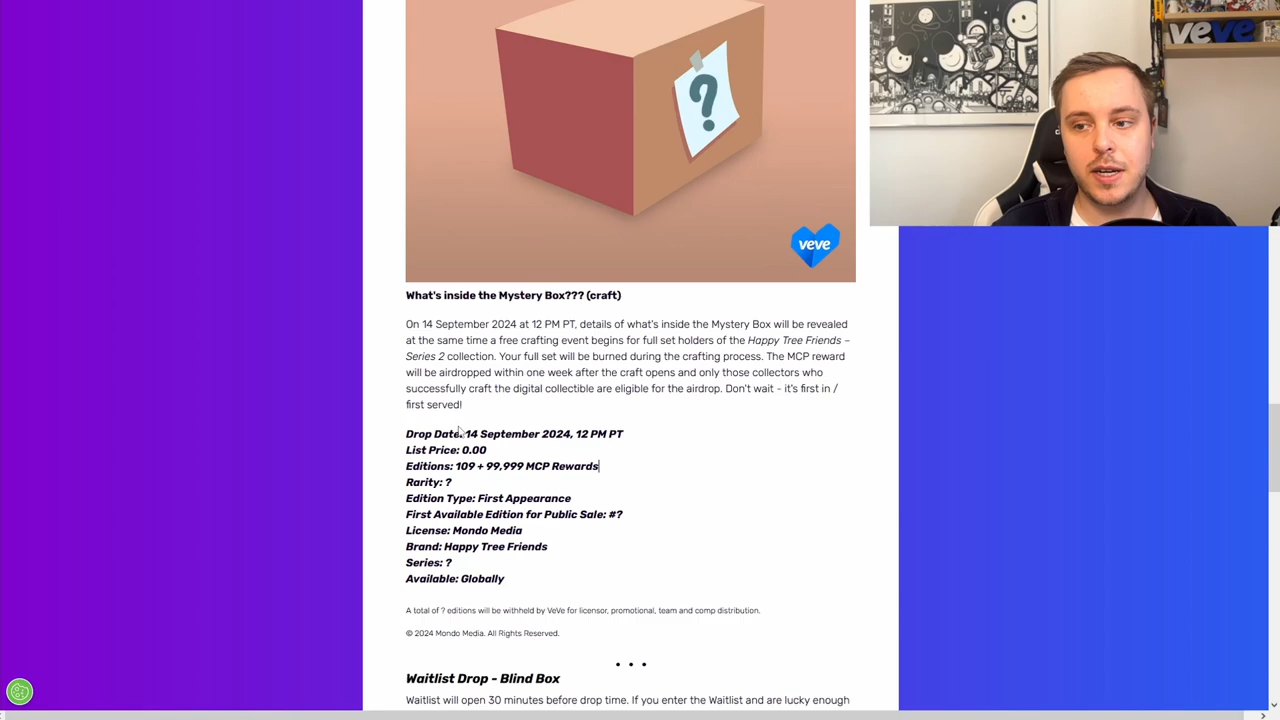 VEVE
?
veve
What's inside the Mystery Box??? (craft)
On 14 September 2024 at 12 PM PT, details of what's inside the Mystery Box will be revealed
at the same time a free crafting event begins for full set holders of the Happy Tree Friends –
Series 2 collection. Your full set will be burned during the crafting process. The MCP reward
will be airdropped within one week after the craft opens and only those collectors who
successfully craft the digital collectible are eligible for the airdrop. Don't wait - it's first in /
first served!
Drop Date: 14 September 2024, 12 PM PT
List Price: 0.00
Editions: 109 + 99,999 MCP Rewards
Rarity: ?
Edition Type: First Appearance
First Available Edition for Public Sale: #?
License: Mondo Media
Brand: Happy Tree Friends
Series: ?
Available: Globally
A total of ? editions will be withheld by VeVe for licensor, promotional, team and comp distribution.
© 2024 Mondo Media. All Rights Reserved.
• • •
Waitlist Drop - Blind Box
Waitlist will open 30 minutes before drop time. If you enter the Waitlist and are lucky enough